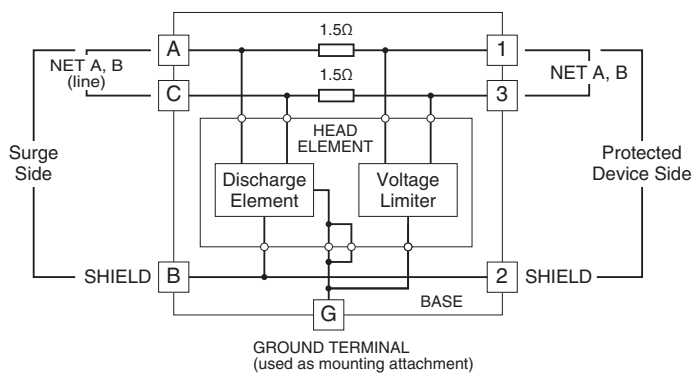 1.5Ω
A
1
NET A, B
(line)
NET A, B
1.5Ω
C
3
HEAD
ELEMENT
Surge
Side
Discharge
Element
Voltage
Limiter
Protected
Device Side
SHIELD
B
2
SHIELD
BASE
G
GROUND TERMINAL
(used as mounting attachment)